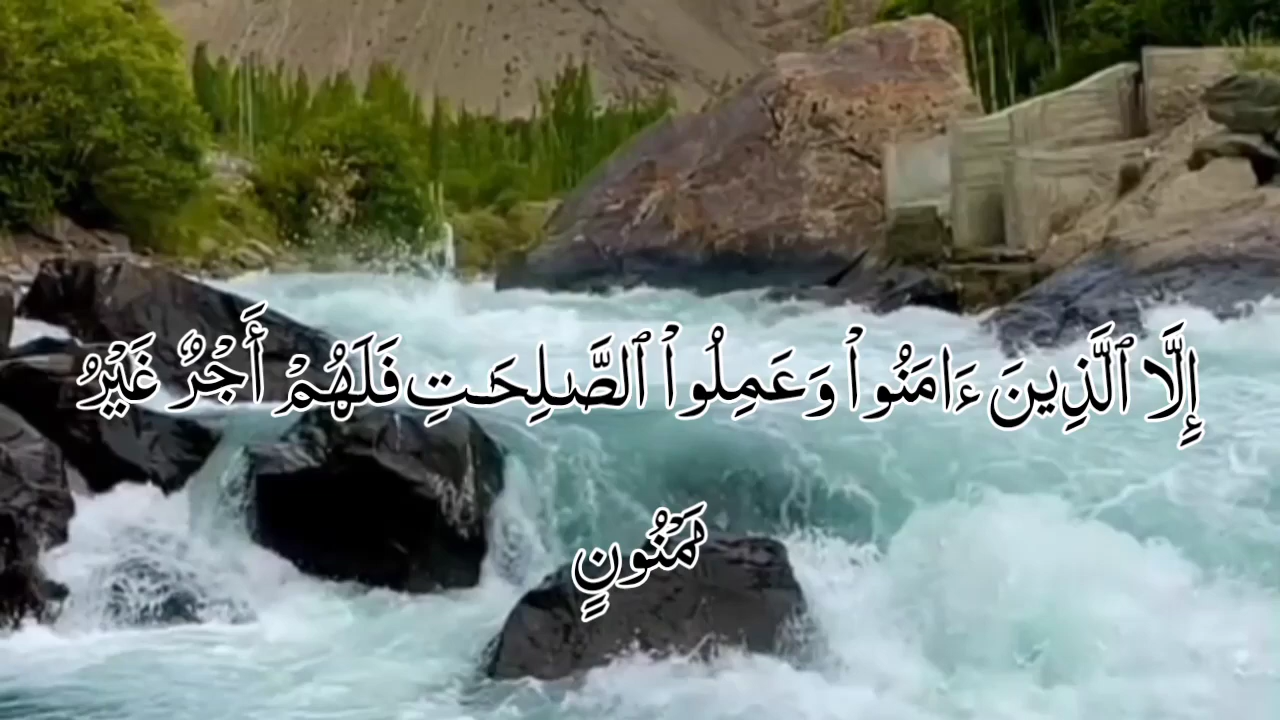 إِلَّا ٱلَّذِينَ ءَامَنُوا۟ وَعَمِلُوا۟ ٱلصَّـٰلِحَـٰتِ فَلَهُمْ أَجْرٌ غَيْرُ
مَمْنُونٍ